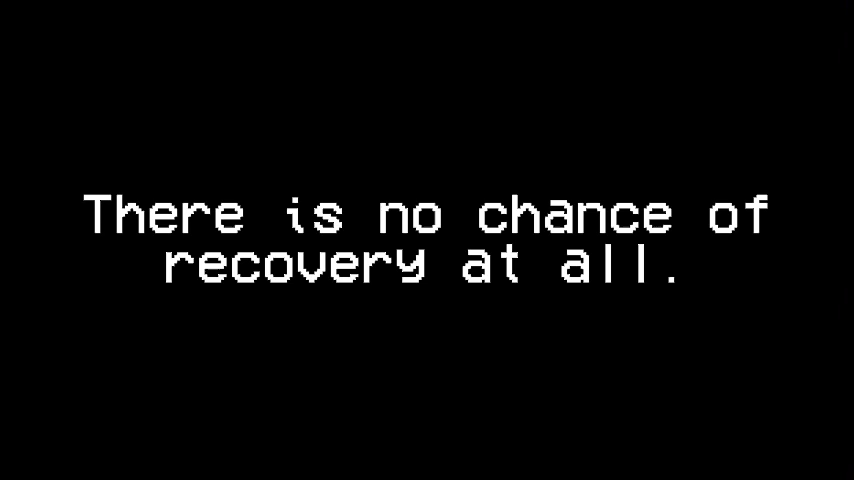 There is no chance of
recovery at all.